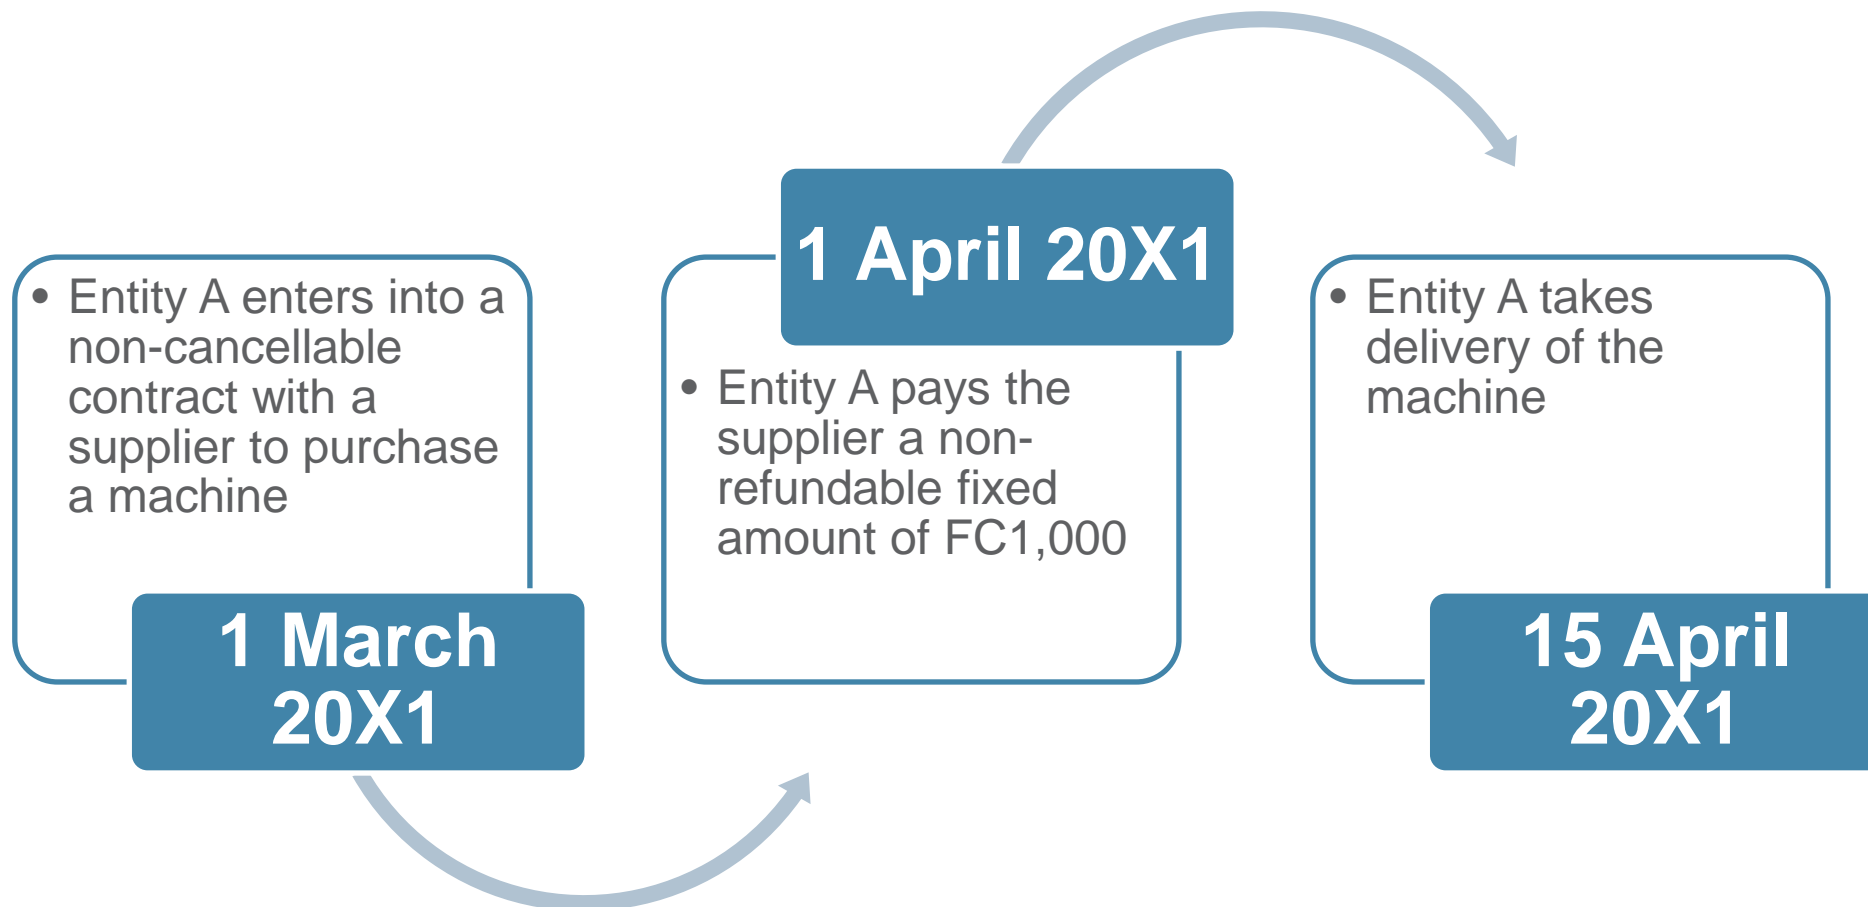 • Entity A enters into a
non-cancellable
contract with a
supplier to purchase
a machine
1 March
20X1
1 April 20X1
• Entity A pays the
supplier a non-
refundable fixed
amount of FC1,000
• Entity A takes
delivery of the
machine
15 April
20X1